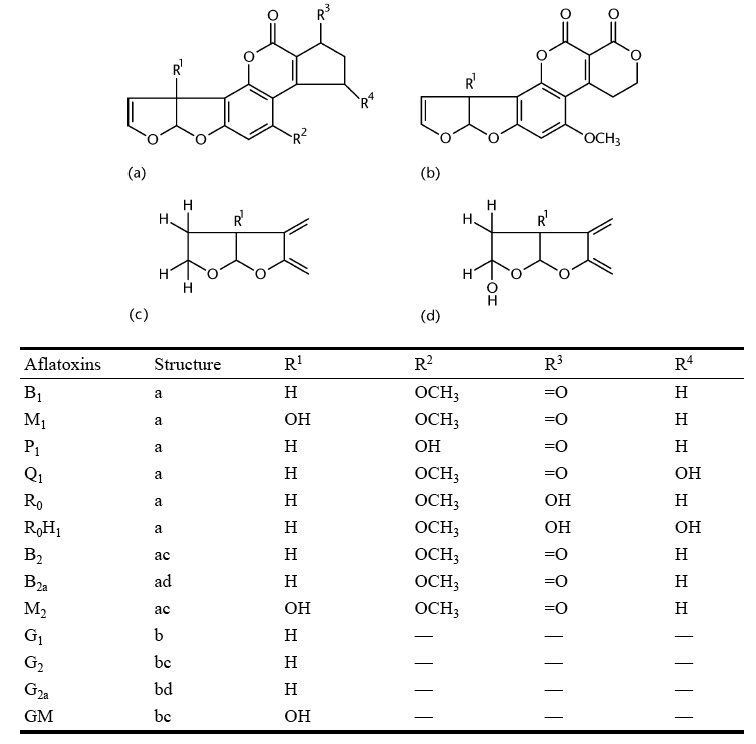 R¹ R³ R⁴ R² O O O O
(a)
R¹ O O O O O O OCH₃
(b)
H H H H R¹ O O
(c)
H H H R¹ O O O H
(d)
Aflatoxins Structure R¹ R² R³ R⁴
B₁ a H OCH₃ =O H
M₁ a OH OCH₃ =O H
P₁ a H OH =O H
Q₁ a H OCH₃ =O OH
R₀ a H OCH₃ OH H
R₀H₁ a H OCH₃ OH OH
B₂ ac H OCH₃ =O H
B₂ₐ ad H OCH₃ =O H
M₂ ac OH OCH₃ =O H
G₁ b H — — —
G₂ bc H — — —
G₂ₐ bd H — — —
GM bc OH — — —